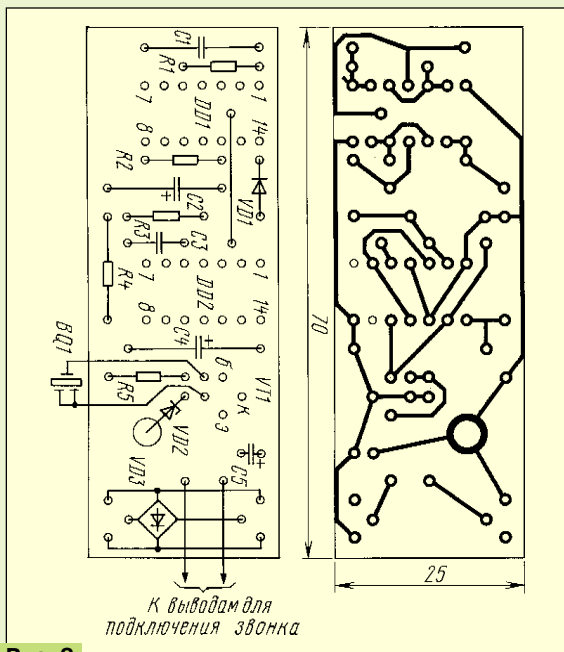 C1
R1
7
DD1
1
8
14
R2
C2
VD1
R3
C3
R4
7
DD2
1
8
14
C4
BQ1
R5
б
VT1
к
э
VD2
C5
VD3
70
25
К выводам для
подключения звонка